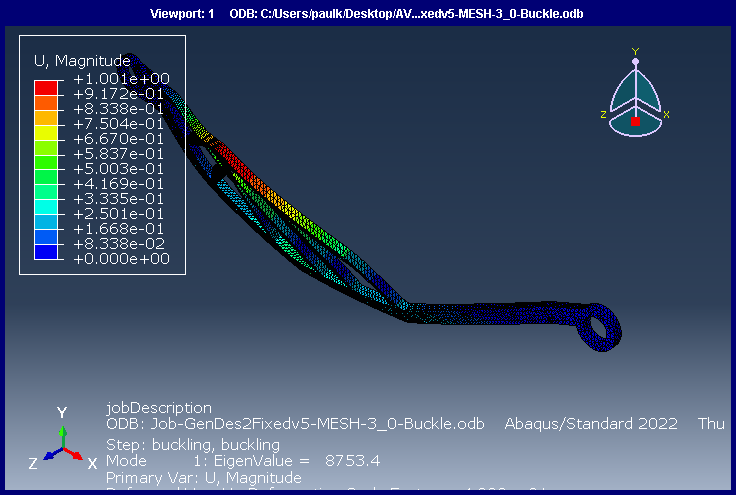 Viewport: 1 ODB: C:/Users/paulk/Desktop/AV...xedv5-MESH-3_0-Buckle.odb
U, Magnitude
+1.001e+00
+9.172e-01
+8.338e-01
+7.504e-01
+6.670e-01
+5.837e-01
+5.003e-01
+4.169e-01
+3.335e-01
+2.501e-01
+1.668e-01
+8.338e-02
+0.000e+00
Y
Z
X
Y
Z
X
jobDescription
ODB: Job-GenDes2Fixedv5-MESH-3_0-Buckle.odb Abaqus/Standard 2022 Thu
Step: buckling, buckling
Mode 1: EigenValue = 8753.4
Primary Var: U, Magnitude